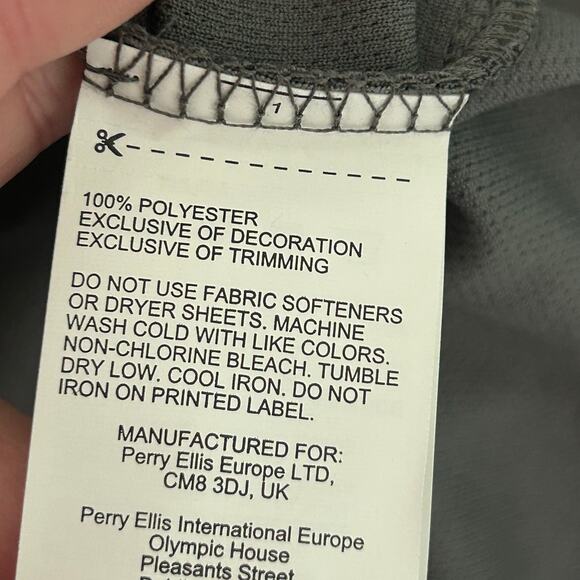 1
100% POLYESTER
EXCLUSIVE OF DECORATION
EXCLUSIVE OF TRIMMING
DO NOT USE FABRIC SOFTENERS
OR DRYER SHEETS. MACHINE
WASH COLD WITH LIKE COLORS.
NON-CHLORINE BLEACH. TUMBLE
DRY LOW. COOL IRON. DO NOT
IRON ON PRINTED LABEL.
MANUFACTURED FOR:
Perry Ellis Europe LTD,
CM8 3DJ, UK
Perry Ellis International Europe
Olympic House
Pleasants Street